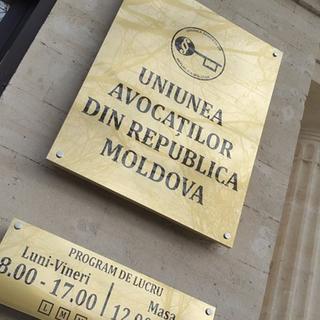 UNIUNEA
AVOCAȚILOR
DIN REPUBLICA
MOLDOVA
PROGRAM DE LUCRU
Luni-Vineri
Masa
8.00 - 17.00
L M